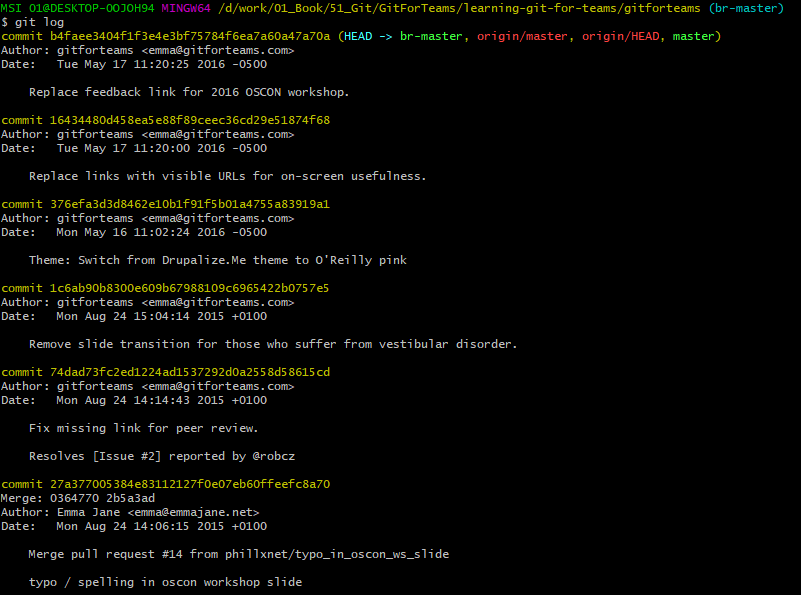 MSI 01@DESKTOP-OOJOH94 MINGW64 /d/work/01_Book/51_Git/GitForTeams/learning-git-for-teams/gitforteams (br-master)
$ git log
commit b4faee3404f1f3e4e3bf75784f6ea7a60a47a70a (HEAD -> br-master, origin/master, origin/HEAD, master)
Author: gitforteams <emma@gitforteams.com>
Date:   Tue May 17 11:20:25 2016 -0500
    Replace feedback link for 2016 OSCON workshop.
commit 16434480d458ea5e88f89ceec36cd29e51874f68
Author: gitforteams <emma@gitforteams.com>
Date:   Tue May 17 11:20:00 2016 -0500
    Replace links with visible URLs for on-screen usefulness.
commit 376efa3d3d8462e10b1f91f5b01a4755a83919a1
Author: gitforteams <emma@gitforteams.com>
Date:   Mon May 16 11:02:24 2016 -0500
    Theme: Switch from Drupalize.Me theme to O'Reilly pink
commit 1c6ab90b8300e609b67988109c6965422b0757e5
Author: gitforteams <emma@gitforteams.com>
Date:   Mon Aug 24 15:04:14 2015 +0100
    Remove slide transition for those who suffer from vestibular disorder.
commit 74dad73fc2ed1224ad1537292d0a2558d58615cd
Author: gitforteams <emma@gitforteams.com>
Date:   Mon Aug 24 14:14:43 2015 +0100
    Fix missing link for peer review.
    Resolves [Issue #2] reported by @robcz
commit 27a377005384e83112127f0e07eb60ffeefc8a70
Merge: 0364770 2b5a3ad
Author: Emma Jane <emma@emmajane.net>
Date:   Mon Aug 24 14:06:15 2015 +0100
    Merge pull request #14 from phillxnet/typo_in_oscon_ws_slide
    typo / spelling in oscon workshop slide